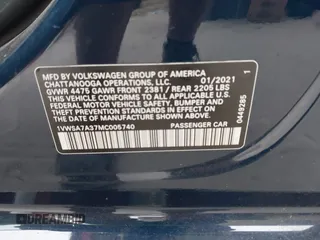 MFD BY VOLKSWAGEN GROUP OF AMERICA
CHATTANOOGA OPERATIONS, LLC. 01/2021
GVWR 4475 GAWR FRONT 2381 / REAR 2205 LBS
THIS VEHICLE CONFORMS TO ALL APPLICABLE
FEDERAL MOTOR VEHICLE SAFETY, BUMPER AND
THEFT PREVENTION STANDARDS IN EFFECT ON THE
DATE OF MANUFACTURE SHOWN ABOVE
1VWSA7A37MC005740 PASSENGER CAR
1
0449285
DREAMBID